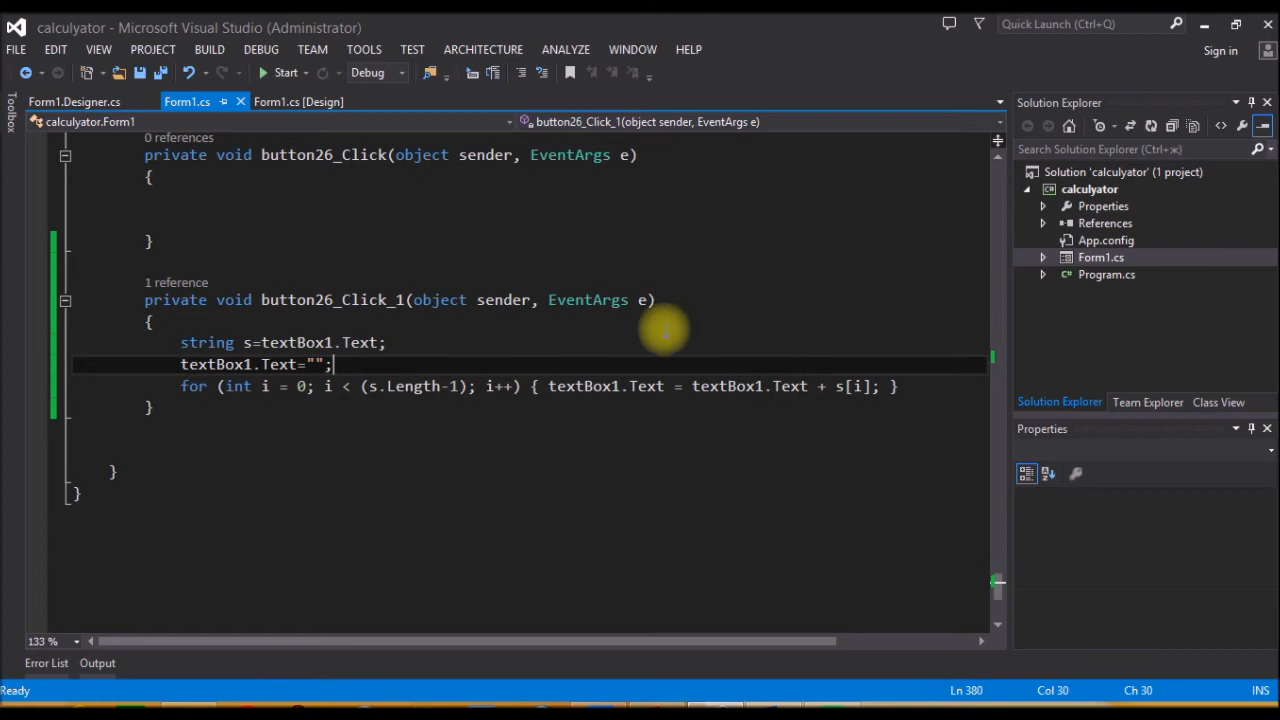 calculyator - Microsoft Visual Studio (Administrator)
Quick Launch (Ctrl+Q)
FILE EDIT VIEW PROJECT BUILD DEBUG TEAM TOOLS TEST ARCHITECTURE ANALYZE WINDOW HELP
Sign in
Start Debug
Toolbox
Form1.Designer.cs Form1.cs Form1.cs [Design]
calculyator.Form1 button26_Click_1(object sender, EventArgs e)
0 references
private void button26_Click(object sender, EventArgs e)
{
}
1 reference
private void button26_Click_1(object sender, EventArgs e)
{
string s=textBox1.Text;
textBox1.Text="";
for (int i = 0; i < (s.Length-1); i++) { textBox1.Text = textBox1.Text + s[i]; }
}
}
}
133 %
Error List Output
Solution Explorer
Search Solution Explorer (Ctrl+ж)
Solution 'calculyator' (1 project)
calculyator
Properties
References
App.config
Form1.cs
Program.cs
Solution Explorer Team Explorer Class View
Properties
Ready Ln 380 Col 30 Ch 30 INS